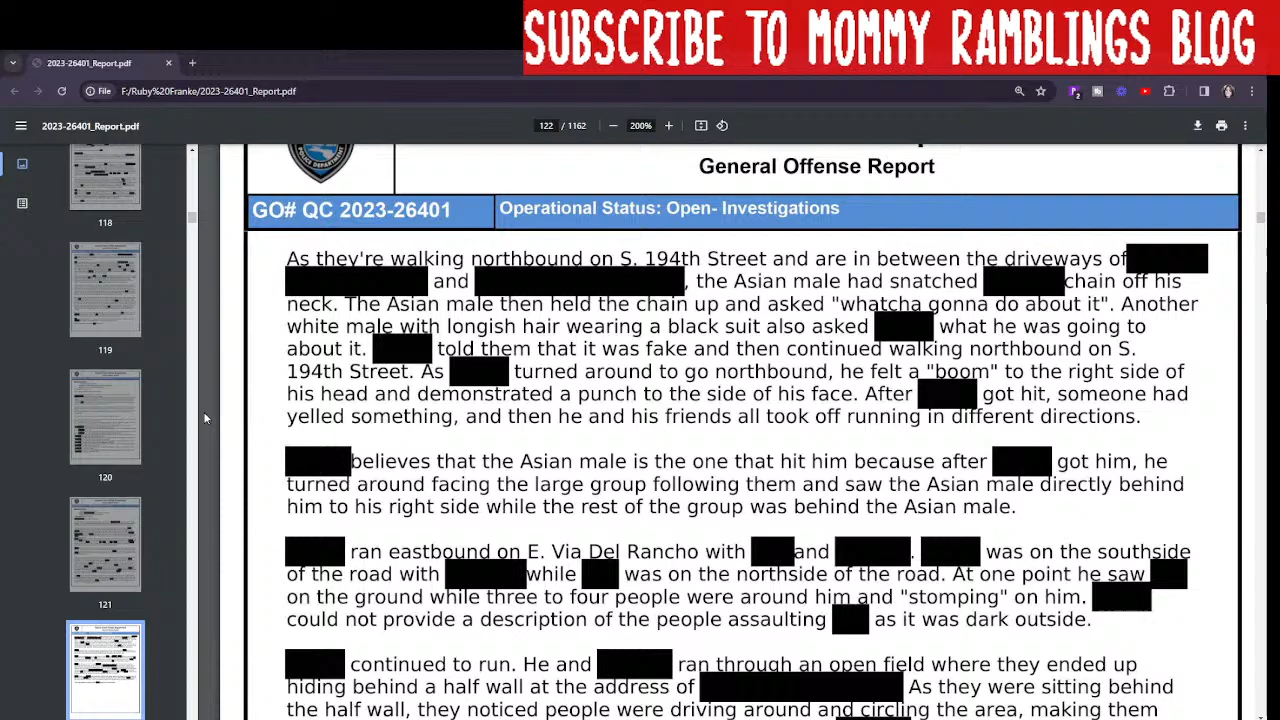 SUBSCRIBE TO MOMMY RAMBLINGS BLOG
2023-26401_Report.pdf
File F:/Ruby%20Franke/2023-26401_Report.pdf
2
2023-26401_Report.pdf
122 / 1162
200%
POLICE DEPARTMENT
General Offense Report
GO# QC 2023-26401
Operational Status: Open- Investigations
As they're walking northbound on S. 194th Street and are in between the driveways of
and , the Asian male had snatched chain off his
neck. The Asian male then held the chain up and asked "whatcha gonna do about it". Another
white male with longish hair wearing a black suit also asked what he was going to
about it. told them that it was fake and then continued walking northbound on S.
194th Street. As turned around to go northbound, he felt a "boom" to the right side of
his head and demonstrated a punch to the side of his face. After got hit, someone had
yelled something, and then he and his friends all took off running in different directions.
believes that the Asian male is the one that hit him because after got him, he
turned around facing the large group following them and saw the Asian male directly behind
him to his right side while the rest of the group was behind the Asian male.
ran eastbound on E. Via Del Rancho with and . was on the southside
of the road with while was on the northside of the road. At one point he saw
on the ground while three to four people were around him and "stomping" on him.
could not provide a description of the people assaulting as it was dark outside.
continued to run. He and ran through an open field where they ended up
hiding behind a half wall at the address of As they were sitting behind
the half wall, they noticed people were driving around and circling the area, making them
118
119
120
121